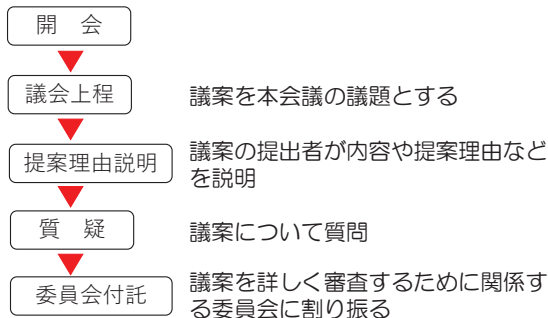 開　会
議会上程
議案を本会議の議題とする
提案理由説明
議案の提出者が内容や提案理由など
を説明
質　疑
議案について質問
委員会付託
議案を詳しく審査するために関係す
る委員会に割り振る